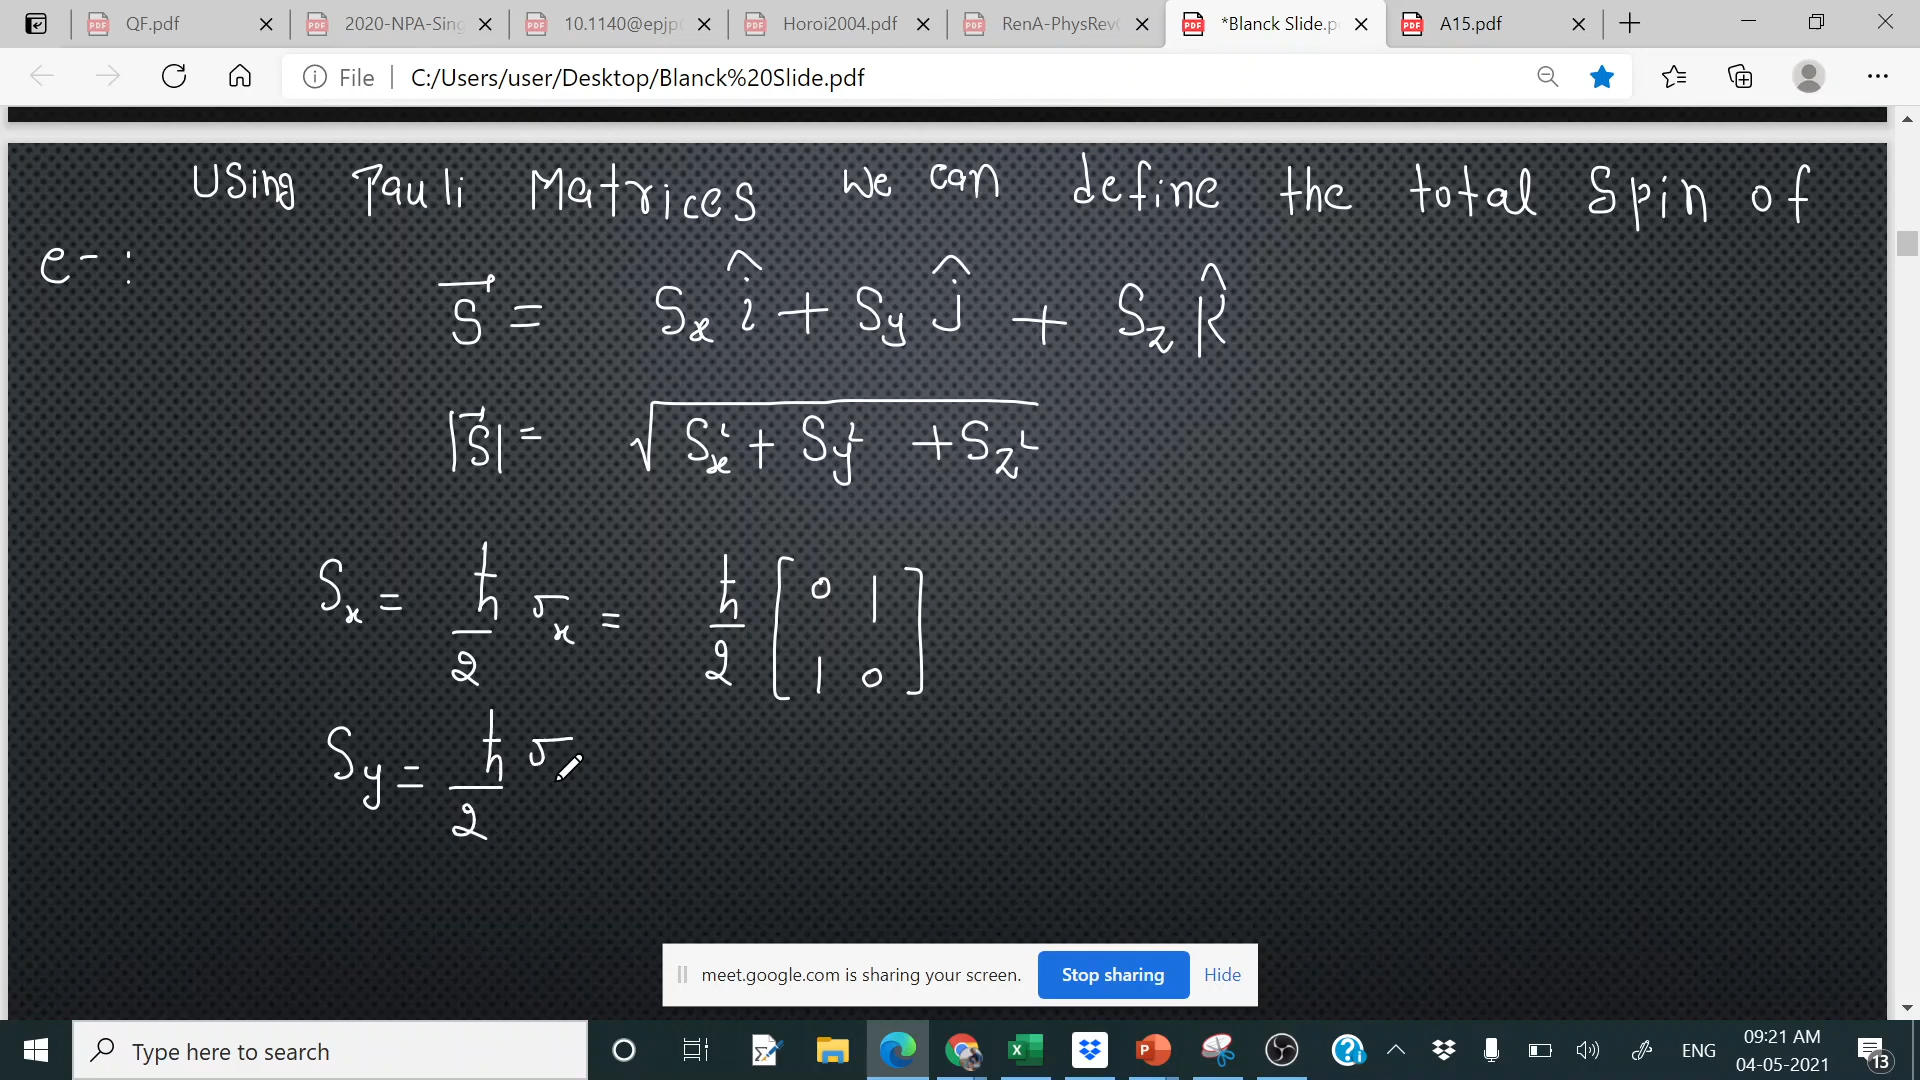 QF.pdf
2020-NPA-Sing
10.1140@epjp
Horoi2004.pdf
RenA-PhysRev
*Blanck Slide.p
A15.pdf
File
C:/Users/user/Desktop/Blanck%20Slide.pdf
Using Pauli Matrices we can define the total Spin of
e- :
S⃗ = Sx î + Sy ĵ + Sz k̂
|S⃗| = √(Sx² + Sy² + Sz²)
Sx = ħ/2 σx = ħ/2 [0 1
1 0]
Sy = ħ/2 σ
meet.google.com is sharing your screen.
Stop sharing
Hide
Type here to search
ENG
09:21 AM
04-05-2021
13